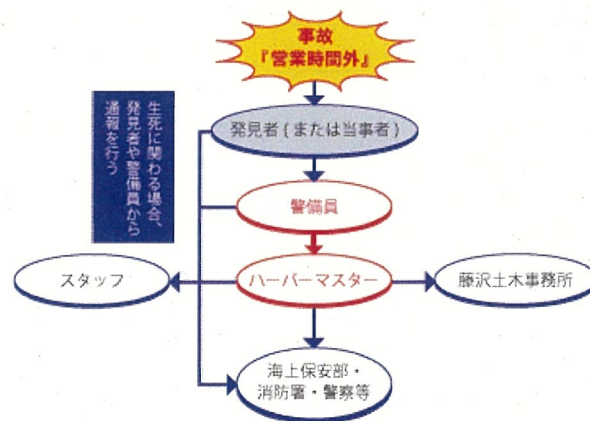 事故
『営業時間外』
発見者(または当事者)
生死に関わる場合、
発見者や警備員から
通報を行う
警備員
スタッフ
ハーバーマスター
藤沢土木事務所
海上保安部・
消防署・警察等